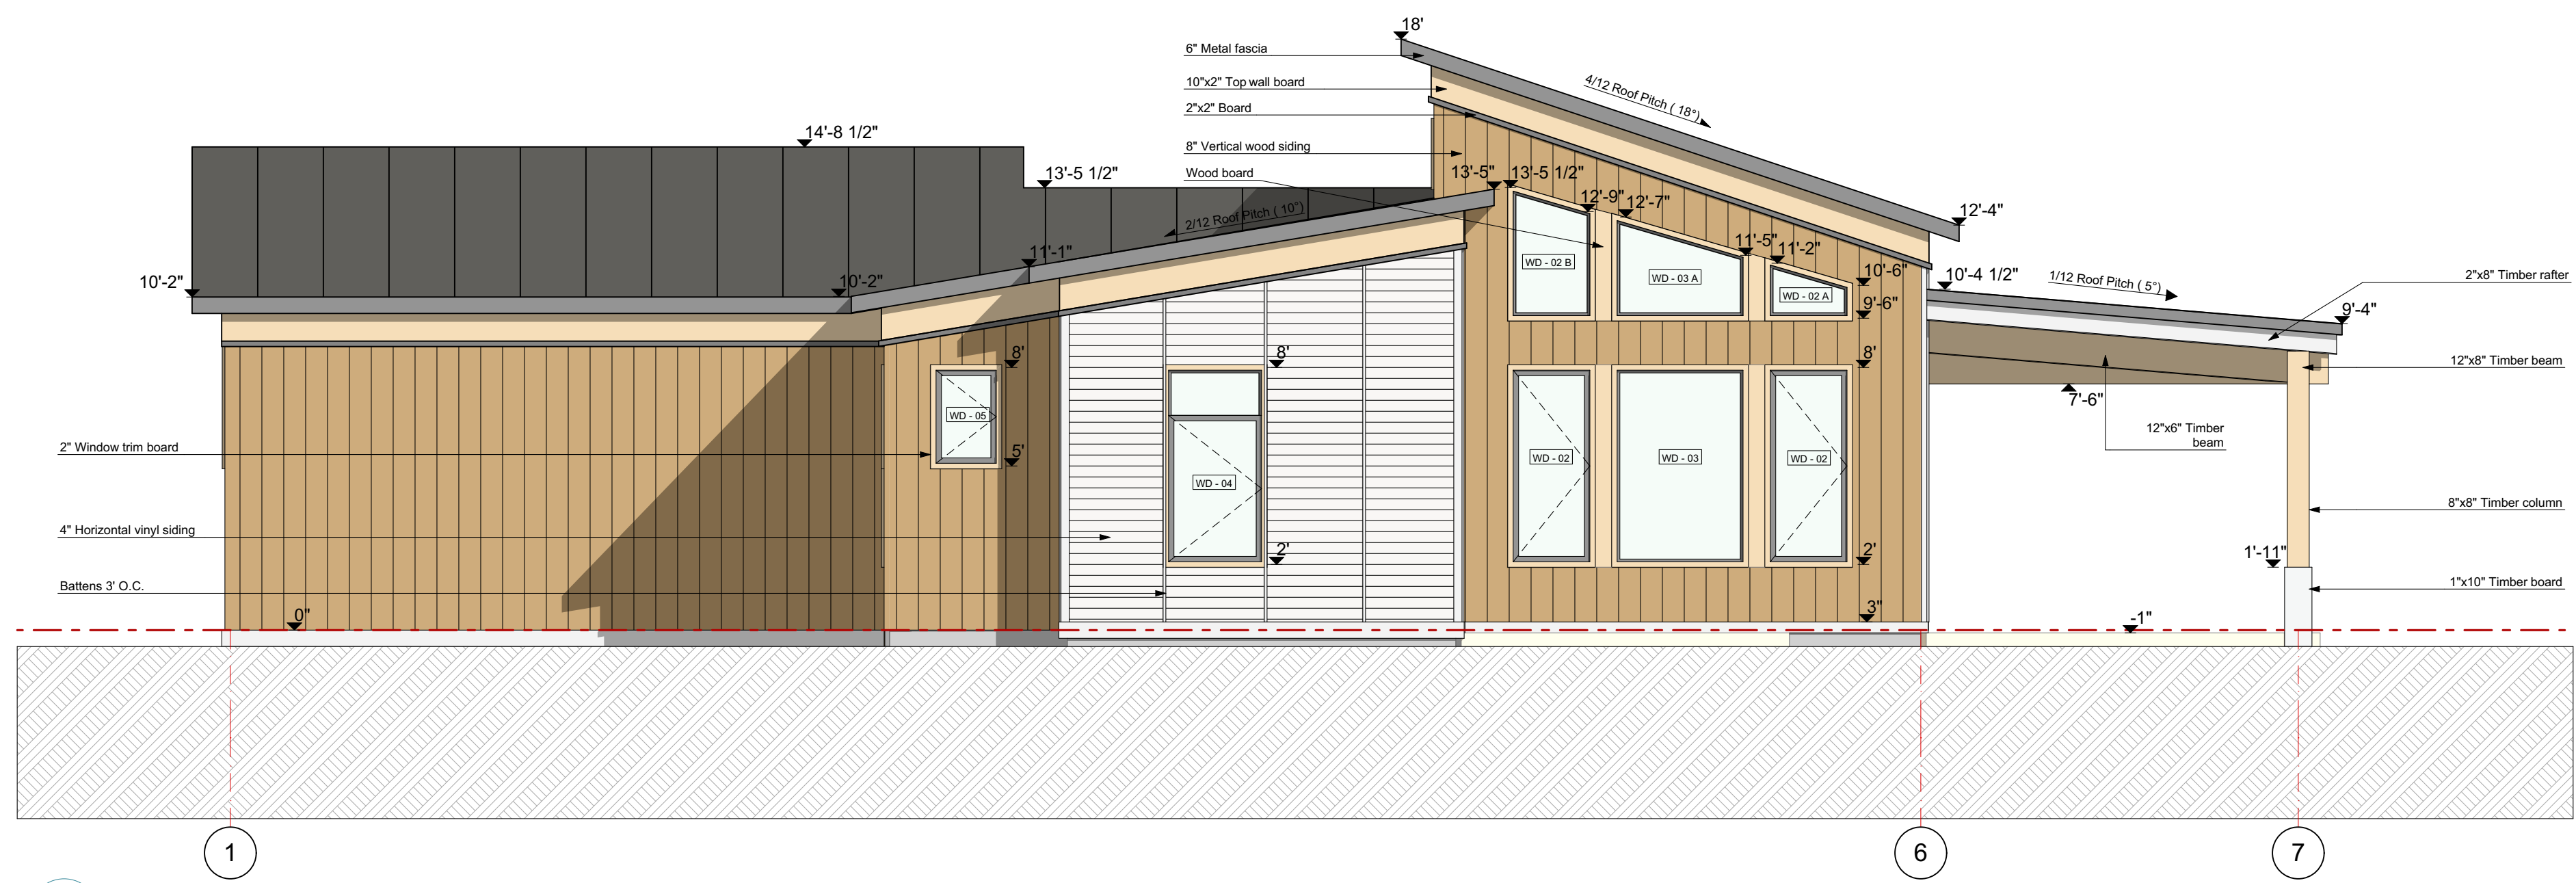 18'
6" Metal fascia
10"x2" Top wall board
4/12 Roof Pitch ( 18°)
2"x2" Board
14'-8 1/2"
8" Vertical wood siding
13'-5 1/2"
Wood board
13'-5"
13'-5 1/2"
12'-9"
12'-7"
2/12 Roof Pitch ( 10°)
12'-4"
11'-1"
11'-5"
11'-2"
WD - 02 B
WD - 03 A
WD - 02 A
10'-2"
10'-2"
10'-6"
9'-6"
10'-4 1/2"
1/12 Roof Pitch ( 5°)
2"x8" Timber rafter
9'-4"
8'
8'
8'
12"x8" Timber beam
7'-6"
WD - 05
12"x6" Timber
beam
2" Window trim board
5'
WD - 04
WD - 02
WD - 03
WD - 02
8"x8" Timber column
4" Horizontal vinyl siding
2'
2'
1'-11"
Battens 3' O.C.
1"x10" Timber board
0"
3"
-1"
1
6
7